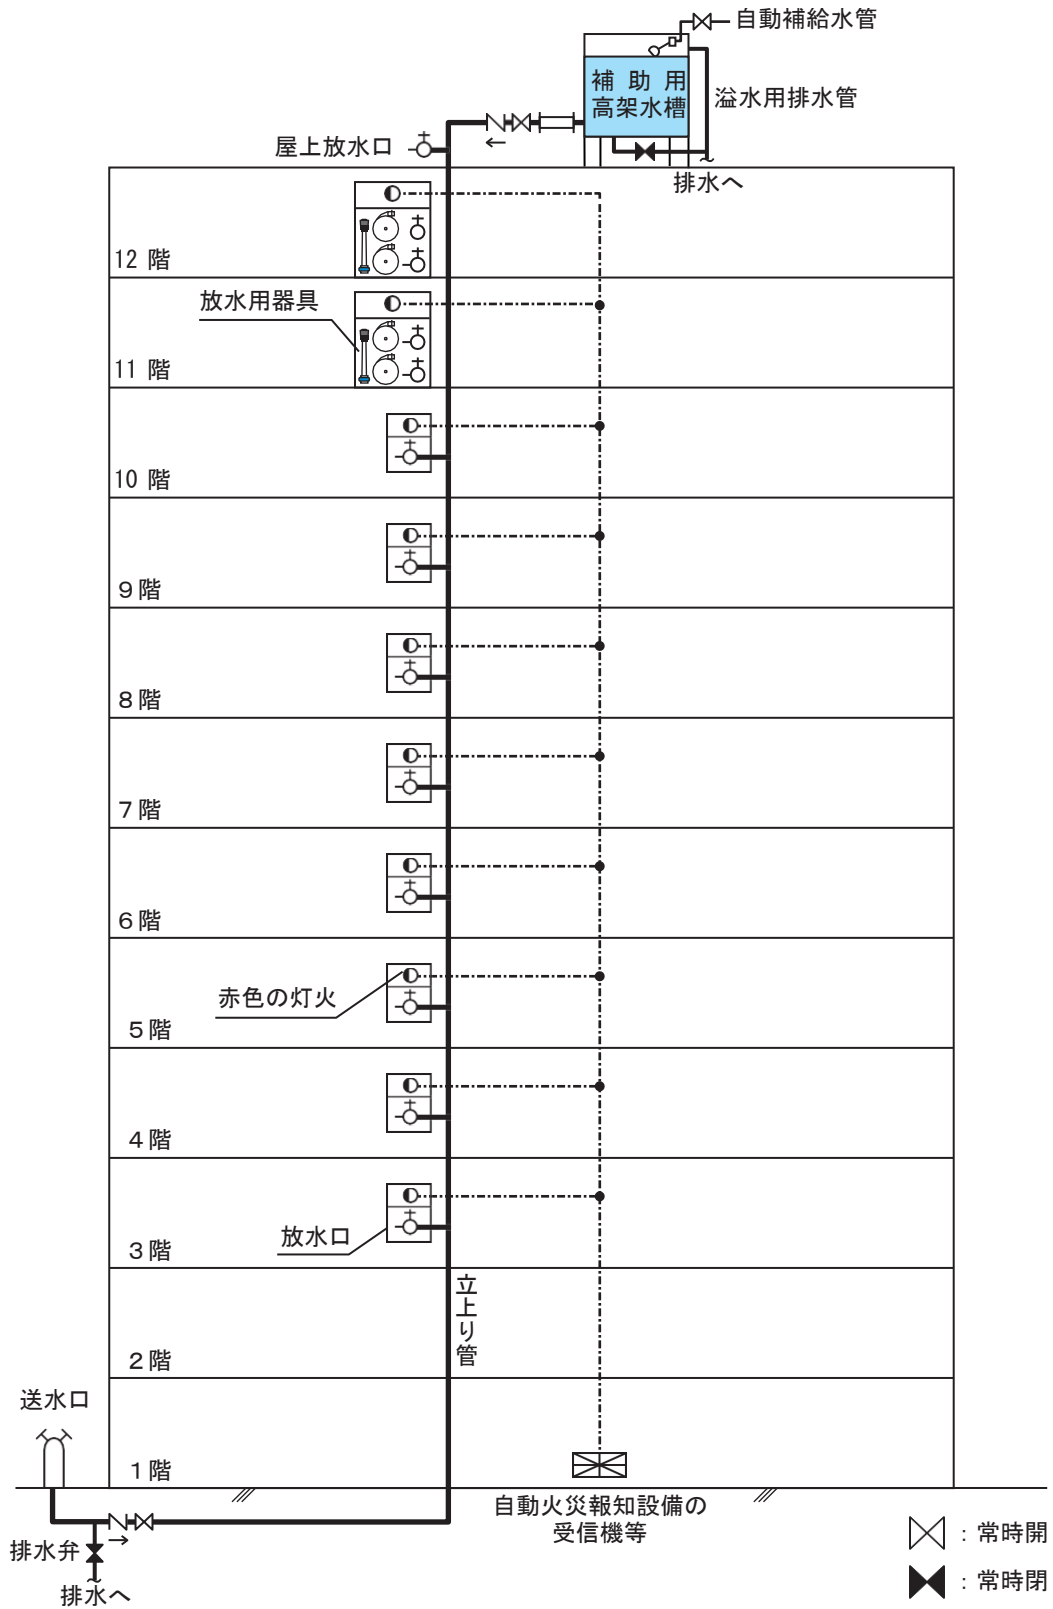 自動補給水管
補助用
高架水槽
溢水用排水管
屋上放水口
排水へ
12 階
放水用器具
11 階
10 階
9階
8階
7階
6階
赤色の灯火
5階
4階
放水口
3階
立上り管
2階
送水口
1階
自動火災報知設備の
受信機等
排水弁
排水へ
：常時開
：常時閉